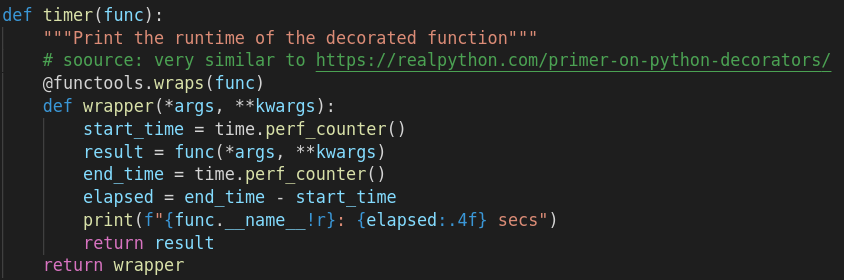 def timer(func):
    """Print the runtime of the decorated function"""
    # soource: very similar to https://realpython.com/primer-on-python-decorators/
    @functools.wraps(func)
    def wrapper(*args, **kwargs):
        start_time = time.perf_counter()
        result = func(*args, **kwargs)
        end_time = time.perf_counter()
        elapsed = end_time - start_time
        print(f"{func.__name__!r}: {elapsed:.4f} secs")
        return result
    return wrapper